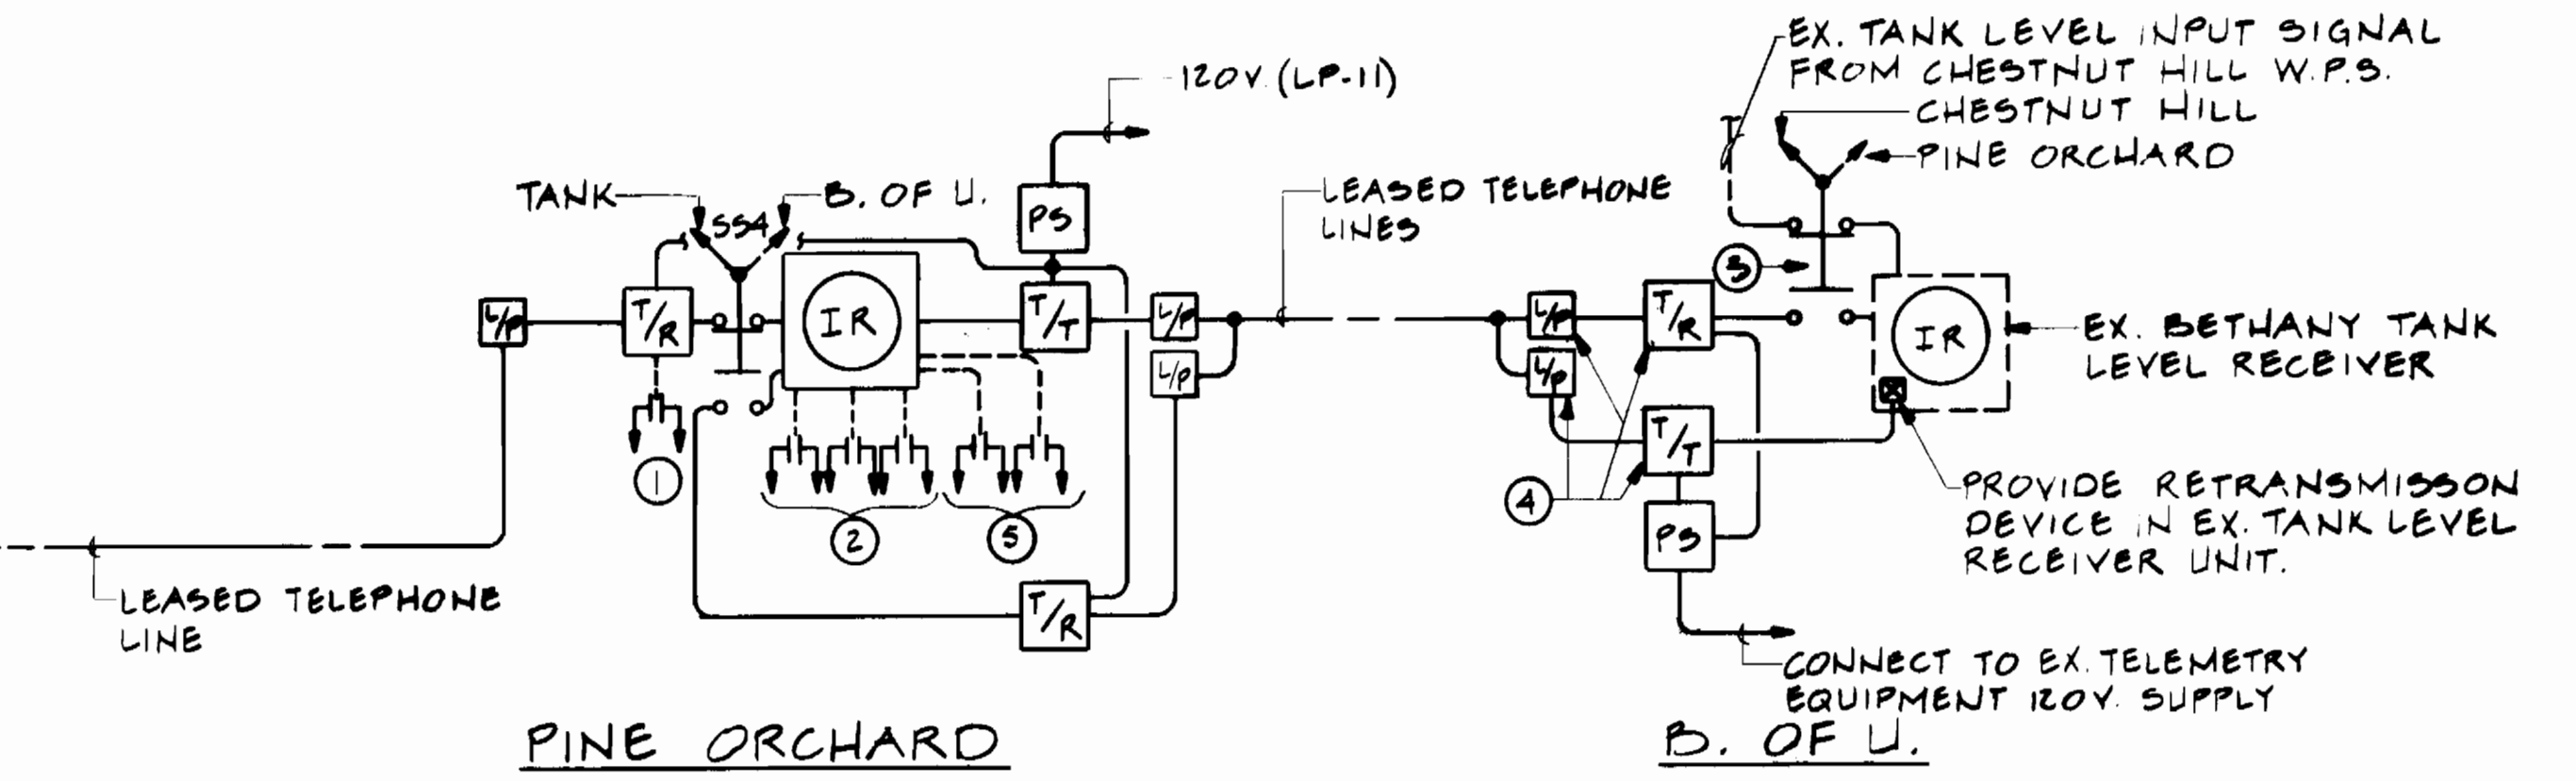 EX. TANK LEVEL INPUT SIGNAL
FROM CHESTNUT HILL W.P.S.
CHESTNUT HILL
PINE ORCHARD
120V. (LP-11)
TANK
SS4
B. OF U.
PS
LEASED TELEPHONE
LINES
3
L/P
T/R
IR
T/T
L/P
L/P
L/P
L/P
T/R
IR
EX. BETHANY TANK
LEVEL RECEIVER
T/T
1
2
5
4
PS
PROVIDE RETRANSMISSON
DEVICE IN EX. TANK LEVEL
RECEIVER UNIT.
LEASED TELEPHONE
LINE
T/R
CONNECT TO EX. TELEMETRY
EQUIPMENT 120V. SUPPLY
PINE ORCHARD
B. OF U.